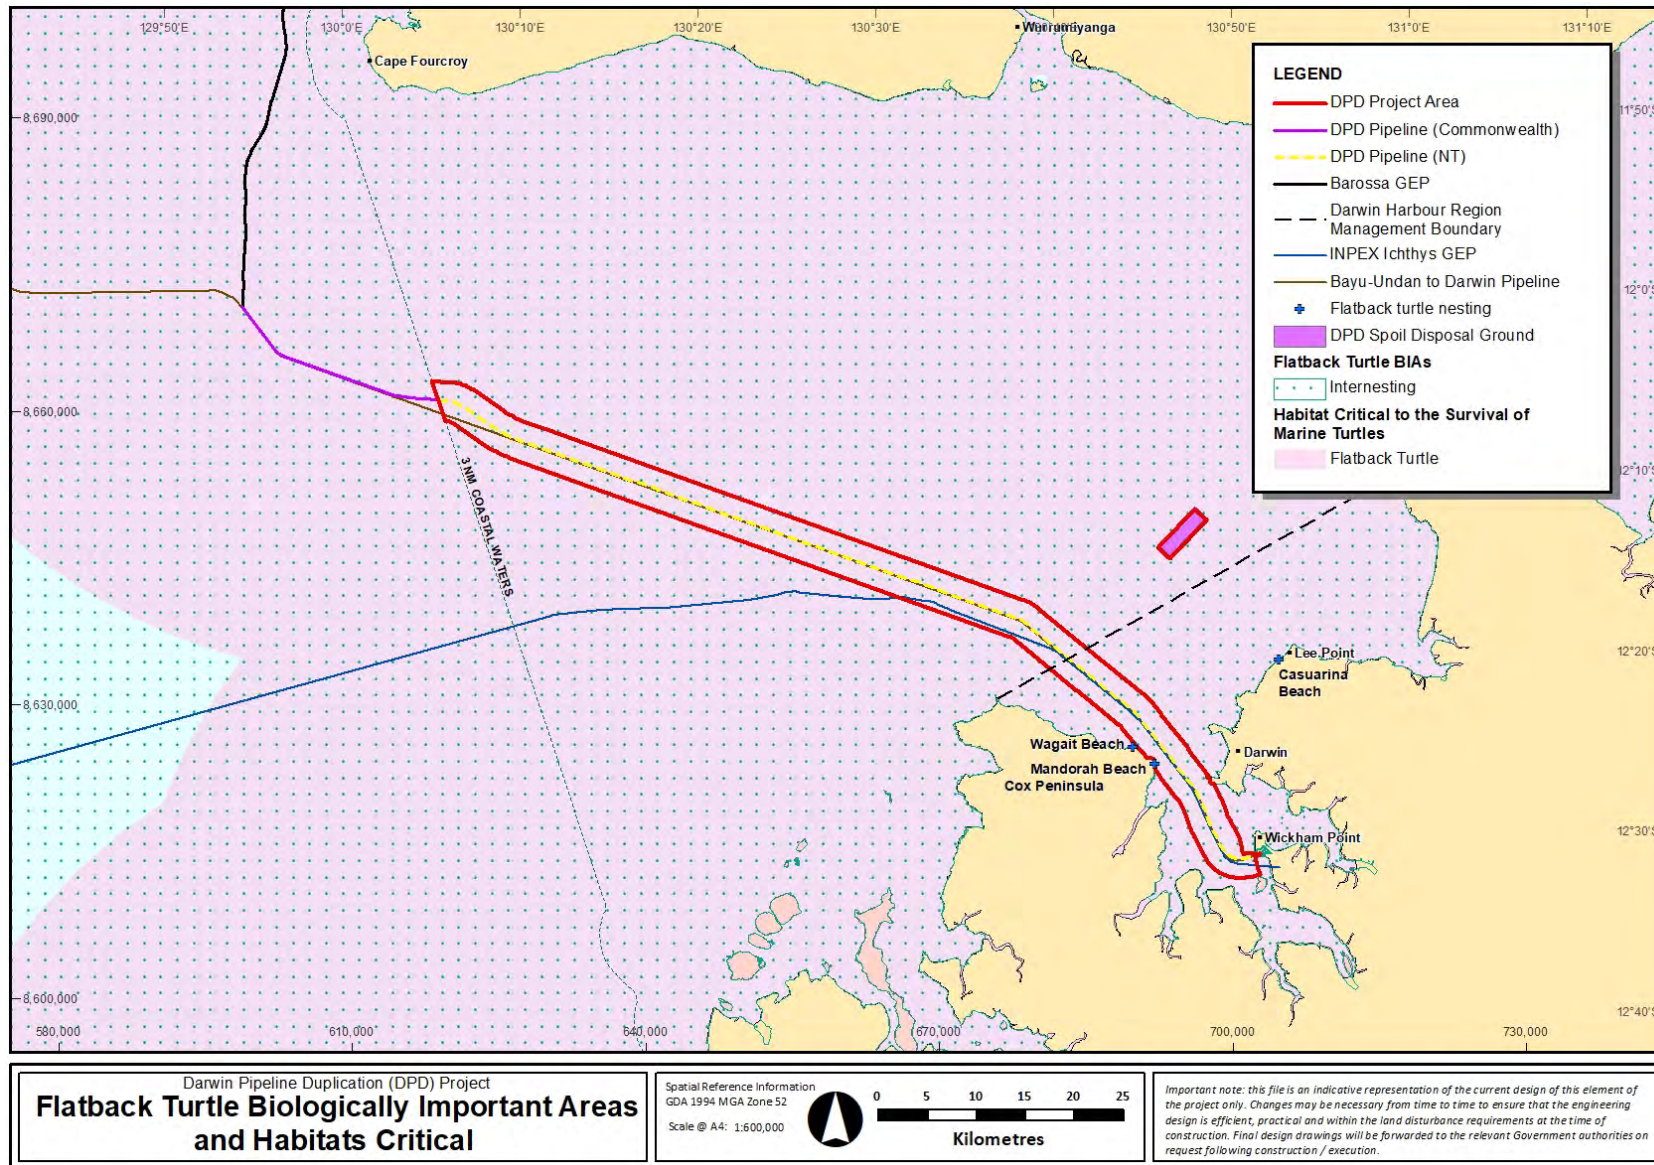 129°50'E
130°0'E
130°10'E
130°20'E
130°30'E
130°50'E
131°0'E
131°10'E
Wurrumiyanga
Cape Fourcroy
8,690,000
8,660,000
8,630,000
8,600,000
11°50'S
12°0'S
12°10'S
12°20'S
12°30'S
12°40'S
LEGEND
DPD Project Area
DPD Pipeline (Commonwealth)
DPD Pipeline (NT)
Barossa GEP
Darwin Harbour Region
Management Boundary
INPEX Ichthys GEP
Bayu-Undan to Darwin Pipeline
Flatback turtle nesting
DPD Spoil Disposal Ground
Flatback Turtle BIAs
Internesting
Habitat Critical to the Survival of
Marine Turtles
Flatback Turtle
3 NM COASTAL WATERS
Lee Point
Casuarina
Beach
Wagait Beach
Darwin
Mandorah Beach
Cox Peninsula
Wickham Point
580,000
610,000
640,000
670,000
700,000
730,000
Darwin Pipeline Duplication (DPD) Project
Flatback Turtle Biologically Important Areas
and Habitats Critical
Spatial Reference Information
GDA 1994 MGA Zone 52
Scale @ A4: 1:600,000
0 5 10 15 20 25
Kilometres
Important note: this file is an indicative representation of the current design of this element of
the project only. Changes may be necessary from time to time to ensure that the engineering
design is efficient, practical and within the land disturbance requirements at the time of
construction. Final design drawings will be forwarded to the relevant Government authorities on
request following construction / execution.